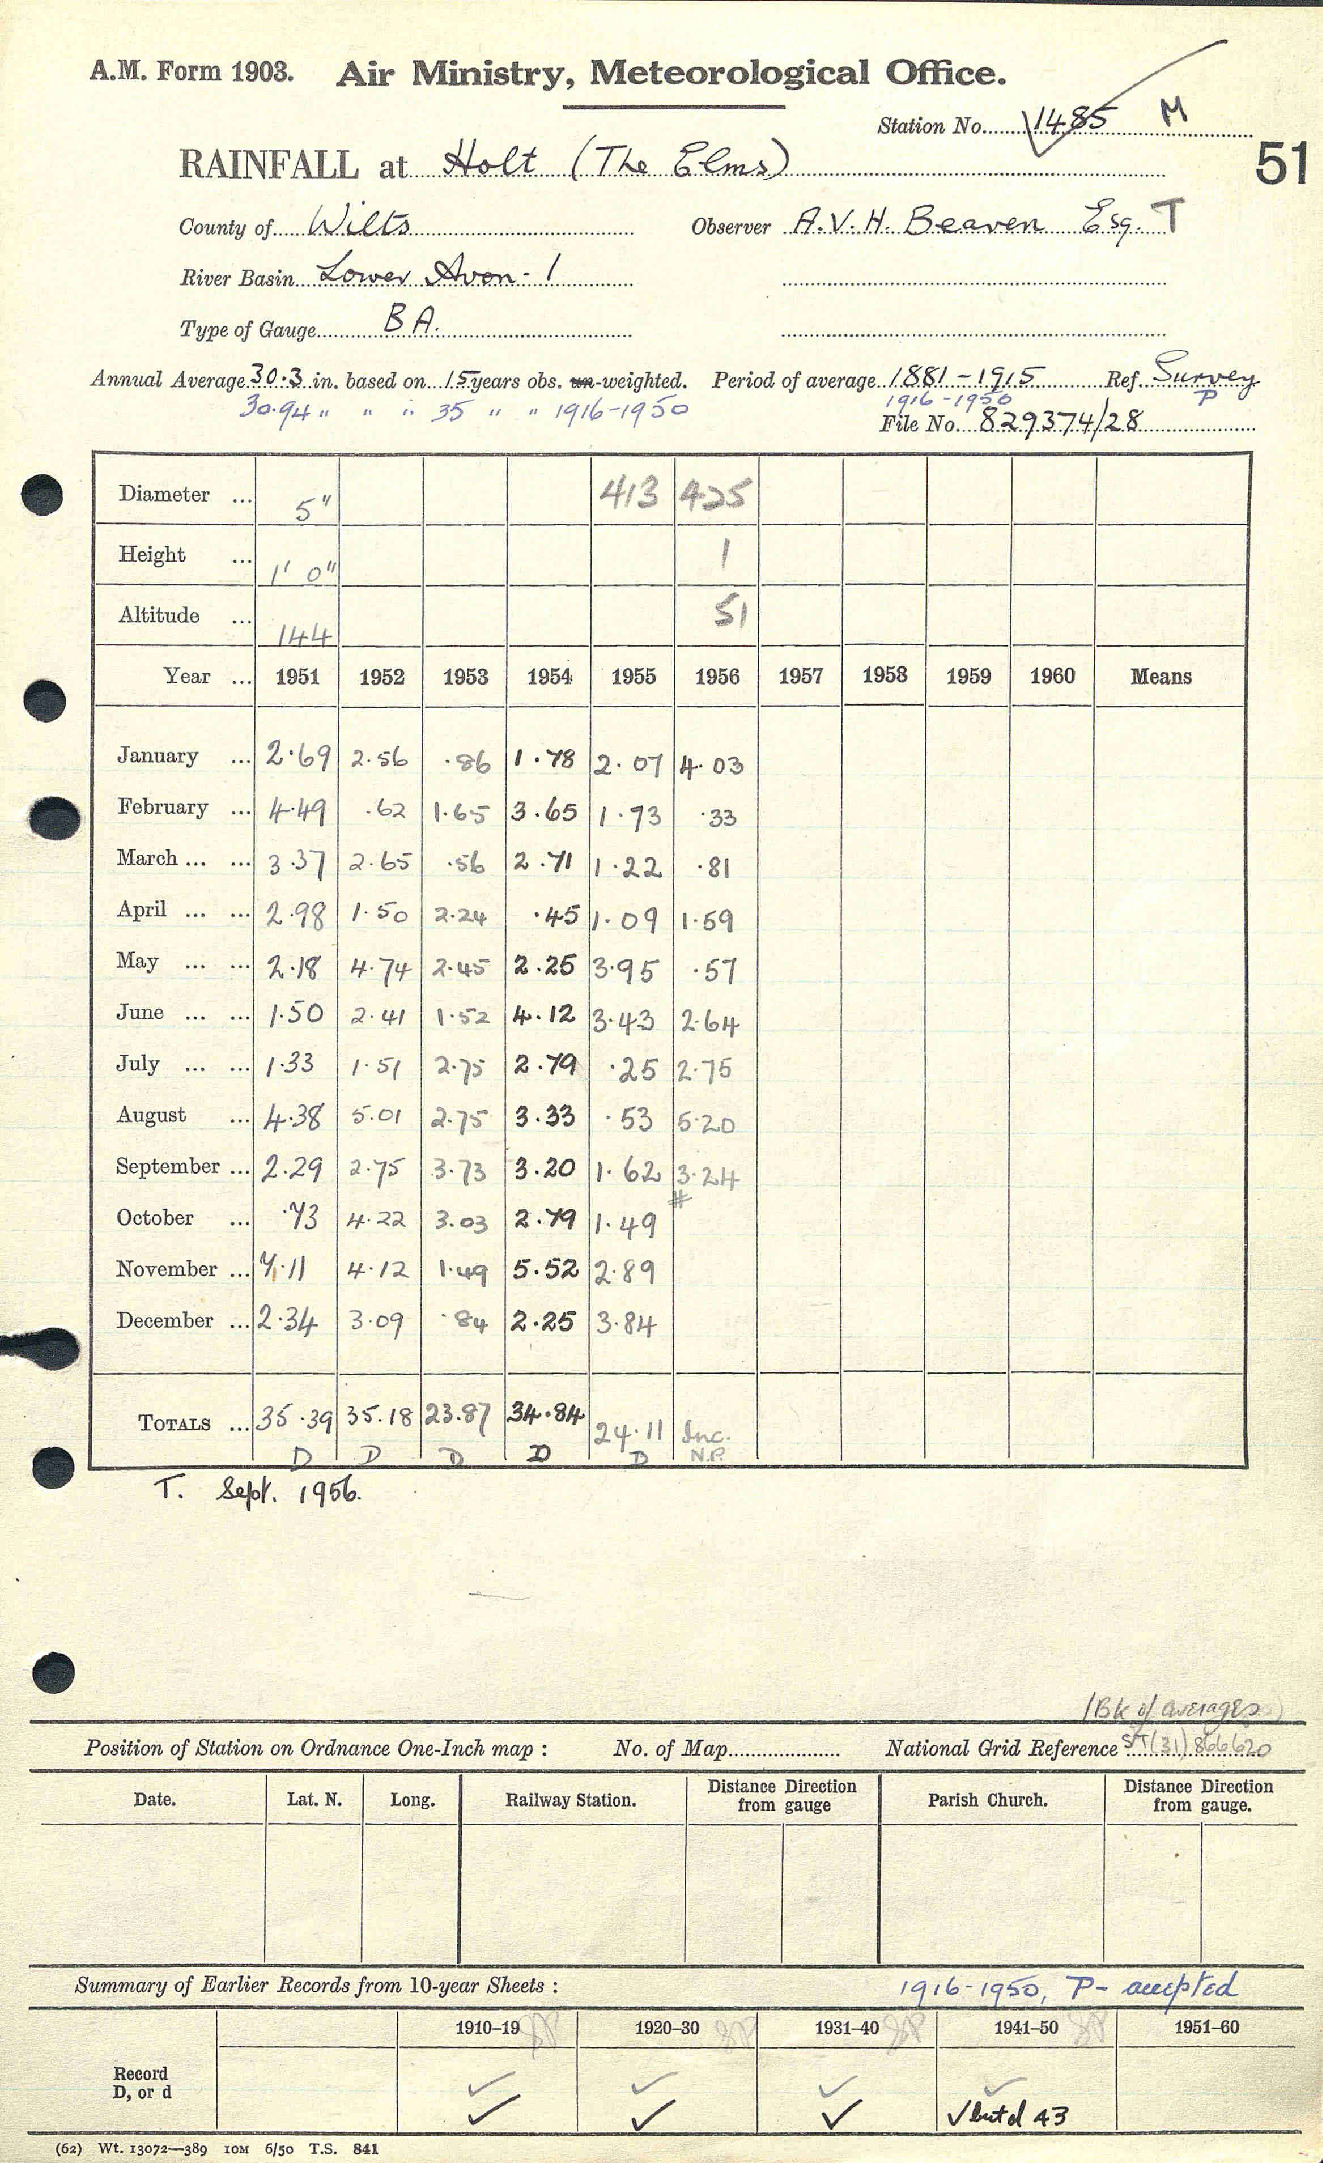 A.M. Form 1903. Air Ministry, Meteorological Office.
Station No. 1485 M
RAINFALL at Holt (The Elms) 51
County of Wilts Observer A.V.H. Beaven Esq. T
River Basin Lower Avon - 1
Type of Gauge BA.
Annual Average 30.3 in. based on 15 years obs. un-weighted. Period of average 1881-1915 Ref Survey
30.94 " " " 35 " " 1916-1950 1916-1950 P
File No. 829374/28
Diameter ... 5" 413 425
Height ... 1' 0" 1
Altitude ... 144 51
Year ... 1951 1952 1953 1954 1955 1956 1957 1958 1959 1960 Means
January ... 2.69 2.56 .86 1.78 2.07 4.03
February ... 4.49 .62 1.65 3.65 1.73 .33
March ... ... 3.37 2.65 .56 2.71 1.22 .81
April ... ... 2.98 1.50 2.24 .45 1.09 1.59
May ... ... 2.18 4.74 2.45 2.25 3.95 .57
June ... ... 1.50 2.41 1.52 4.12 3.43 2.64
July ... ... 1.33 1.51 2.75 2.79 .25 2.75
August ... 4.38 5.01 2.75 3.33 .53 5.20
September ... 2.29 2.75 3.73 3.20 1.62 3.24
#
October ... .73 4.22 3.03 2.79 1.49
November ... 7.11 4.12 1.49 5.52 2.89
December ... 2.34 3.09 .84 2.25 3.84
TOTALS ... 35.39 35.18 23.87 34.84 24.11 Inc.
D D D D D N.P.
T. Sept. 1956.
(Bk of averages)
Position of Station on Ordnance One-Inch map : No. of Map National Grid Reference ST(31)866620
Date. Lat. N. Long. Railway Station. Distance from gauge Direction Parish Church. Distance from gauge. Direction
Summary of Earlier Records from 10-year Sheets : 1916-1950, P- accepted
1910–19 1920–30 1931–40 1941–50 1951–60
Record
D, or d ✓ ✓ ✓ ✓ but d 43
(62) Wt. 13072—389 10M 6/50 T.S. 841